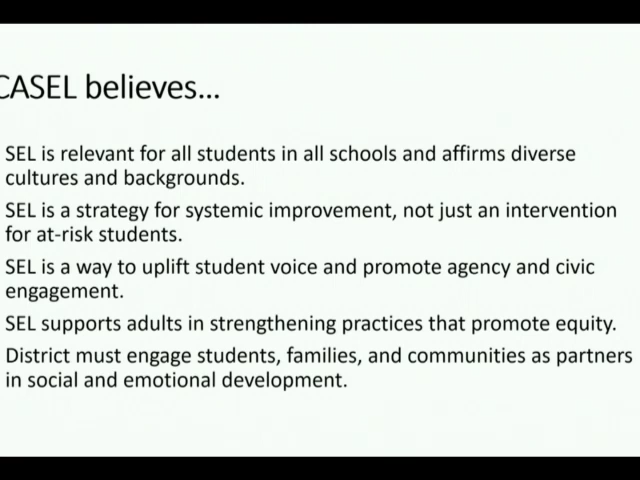 CASEL believes...
SEL is relevant for all students in all schools and affirms diverse
cultures and backgrounds.
SEL is a strategy for systemic improvement, not just an intervention
for at-risk students.
SEL is a way to uplift student voice and promote agency and civic
engagement.
SEL supports adults in strengthening practices that promote equity.
District must engage students, families, and communities as partners
in social and emotional development.